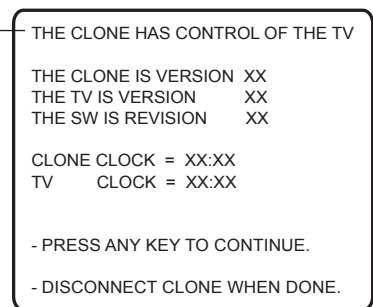 THE CLONE HAS CONTROL OF THE TV
THE CLONE IS VERSION XX
THE TV IS VERSION XX
THE SW IS REVISION XX
CLONE CLOCK = XX:XX
TV CLOCK = XX:XX
- PRESS ANY KEY TO CONTINUE.
- DISCONNECT CLONE WHEN DONE.